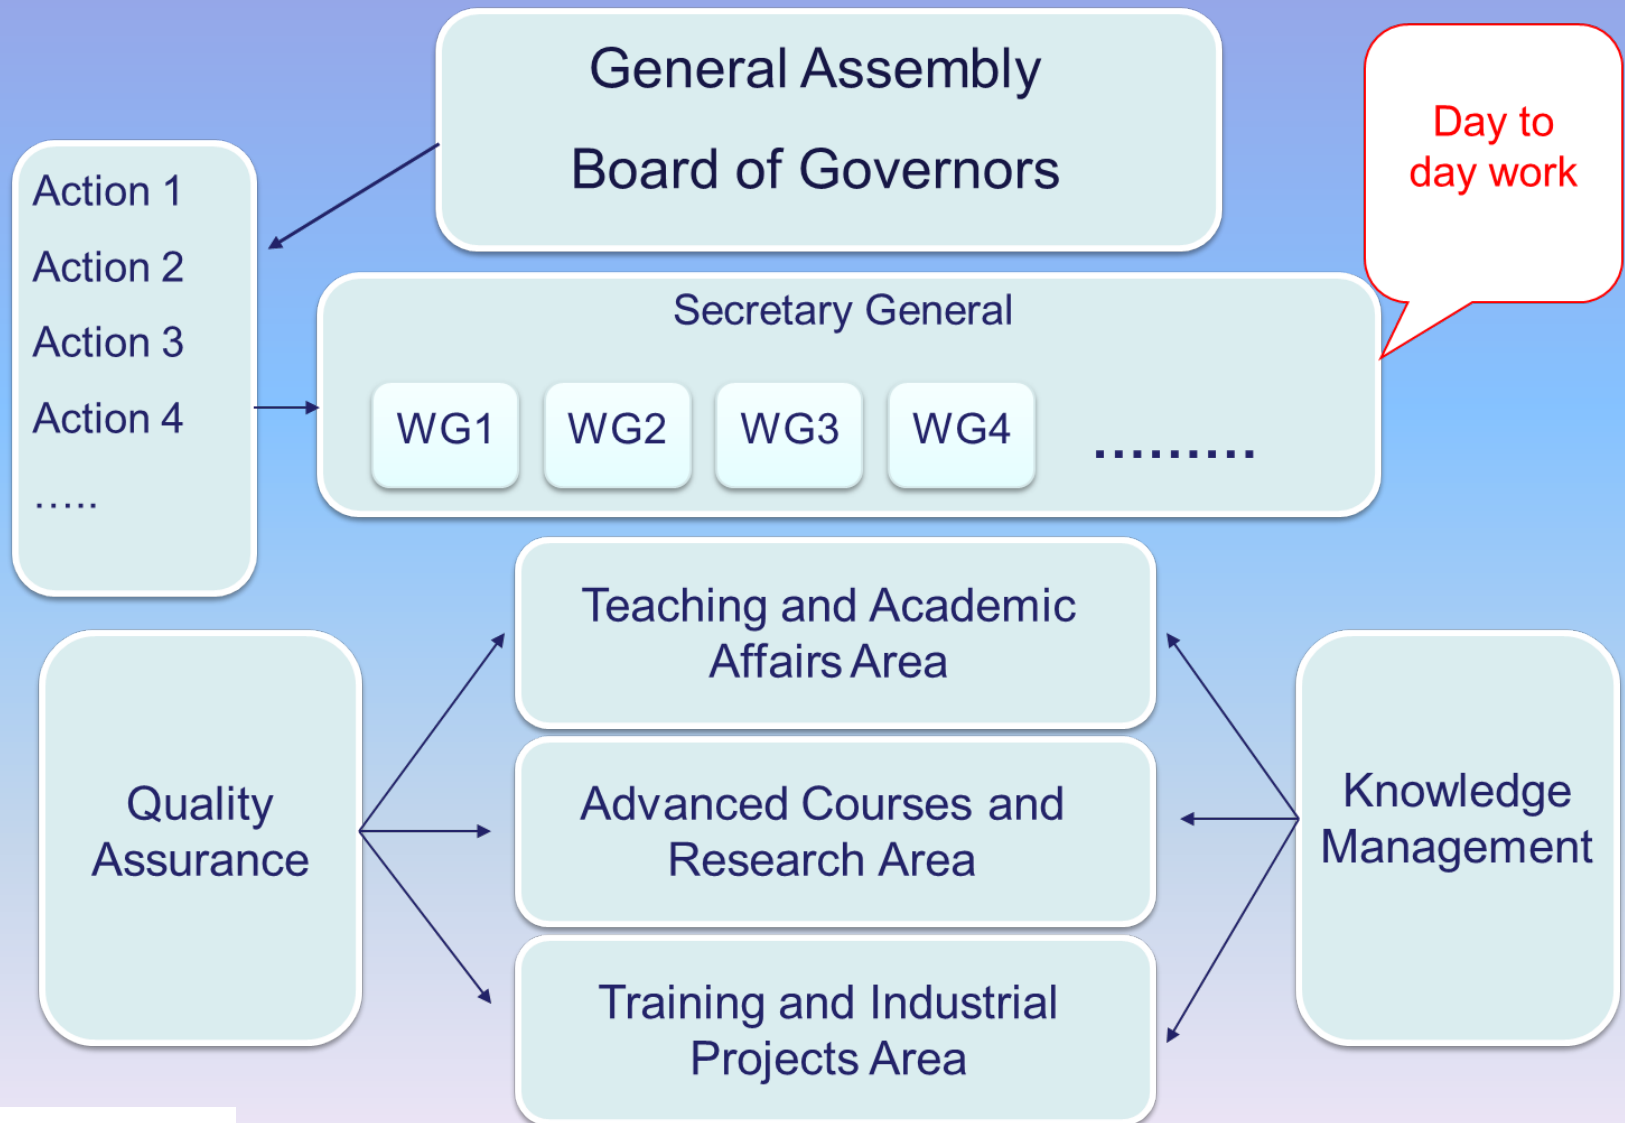 General Assembly
Board of Governors
Day to
day work
Action 1
Action 2
Action 3
Action 4
…..
Secretary General
WG1
WG2
WG3
WG4
………
Teaching and Academic
Affairs Area
Quality
Assurance
Advanced Courses and
Research Area
Knowledge
Management
Training and Industrial
Projects Area